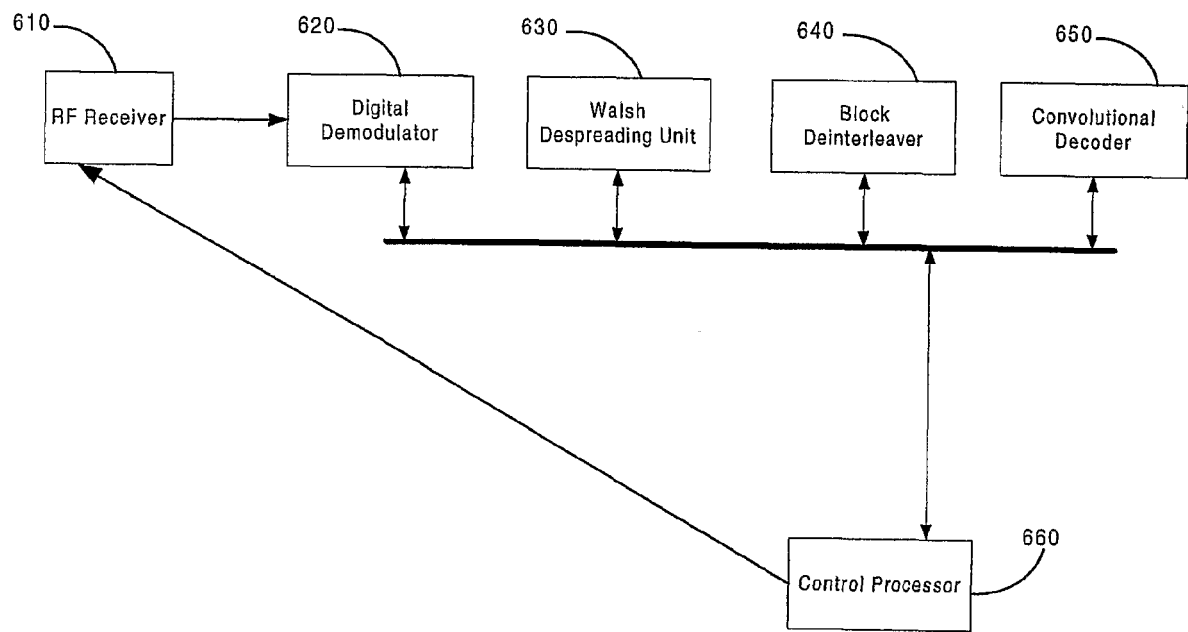 610
620
630
640
650
RF Receiver
Digital
Demodulator
Walsh
Despreading Unit
Block
Deinterleaver
Convolutional
Decoder
660
Control Processor